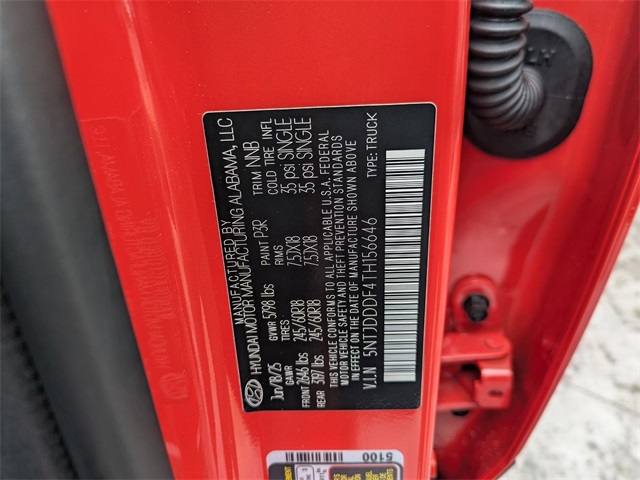 MANUFACTURED BY
HYUNDAI MOTOR MANUFACTURING ALABAMA, LLC
Jun/18/25 GVWR 5798 lbs PAINT P3R TRIM NNB
GAWR TIRES RIMS COLD TIRE INFL
FRONT 2646 lbs 245/60R18 7.5JX18 35 psi SINGLE
REAR 3197 lbs 245/60R18 7.5JX18 35 psi SINGLE
THIS VEHICLE CONFORMS TO ALL APPLICABLE U.S.A. FEDERAL
MOTOR VEHICLE SAFETY AND THEFT PREVENTION STANDARDS
IN EFFECT ON THE DATE OF MANUFACTURE SHOWN ABOVE
V.I.N 5NTJDDDF4TH156646 TYPE: TRUCK
LH
5100